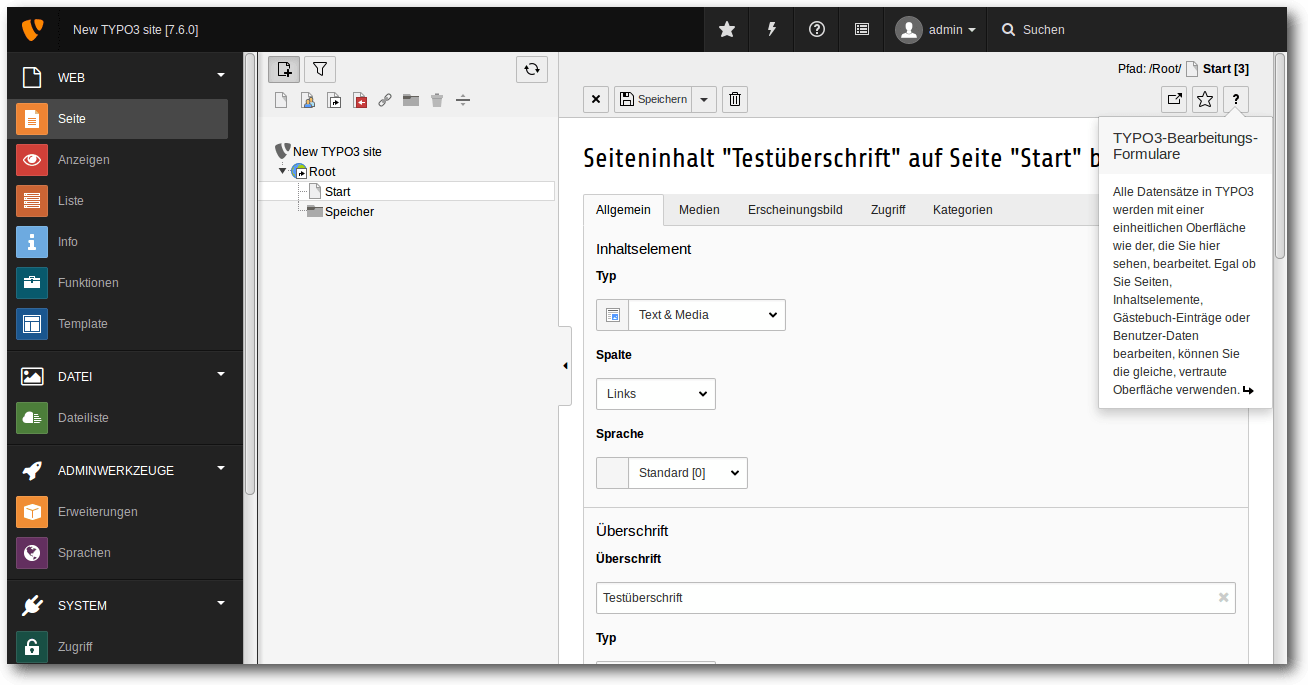 New TYPO3 site [7.6.0]
admin
Suchen
WEB
Seite
Anzeigen
Liste
Info
Funktionen
Template
DATEI
Dateiliste
ADMINWERKZEUGE
Erweiterungen
Sprachen
SYSTEM
Zugriff
New TYPO3 site
Root
Start
Speicher
Pfad: /Root/ Start [3]
Speichern
?
Seiteninhalt "Testüberschrift" auf Seite "Start" b
Allgemein Medien Erscheinungsbild Zugriff Kategorien
Inhaltselement
Typ
Text & Media
Spalte
Links
Sprache
Standard [0]
Überschrift
Überschrift
Testüberschrift
Typ
TYPO3-Bearbeitungs-
Formulare
Alle Datensätze in TYPO3
werden mit einer
einheitlichen Oberfläche
wie der, die Sie hier
sehen, bearbeitet. Egal ob
Sie Seiten,
Inhaltselemente,
Gästebuch-Einträge oder
Benutzer-Daten
bearbeiten, können Sie
die gleiche, vertraute
Oberfläche verwenden.